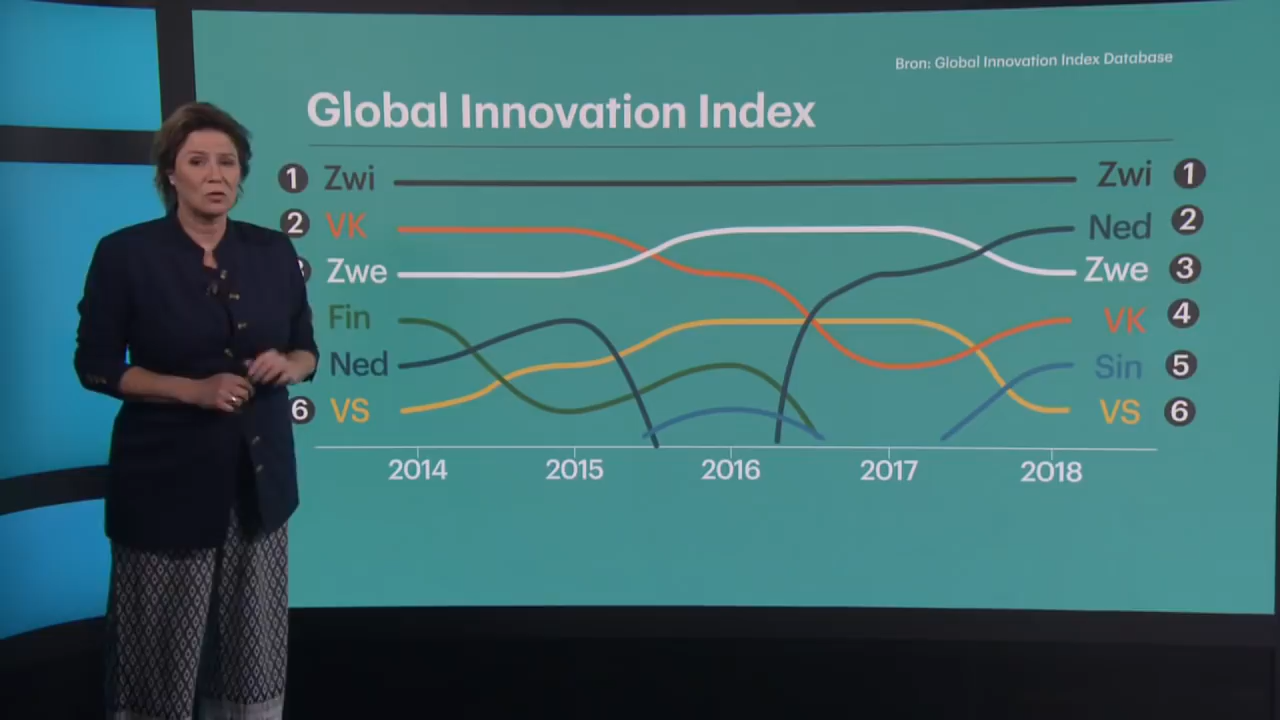 Bron: Global Innovation Index Database
Global Innovation Index
1 Zwi Zwi 1
2 VK Ned 2
Zwe Zwe 3
Fin VK 4
Ned Sin 5
6 VS VS 6
2014 2015 2016 2017 2018